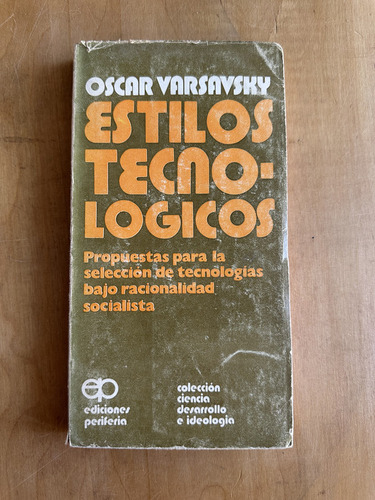 OSCAR VARSAVSKY
ESTILOS
TECNO-
LOGICOS
Propuestas para la
selección de tecnologías
bajo racionalidad
socialista
ep
ediciones
periferia
colección
ciencia
desarrollo
e ideología